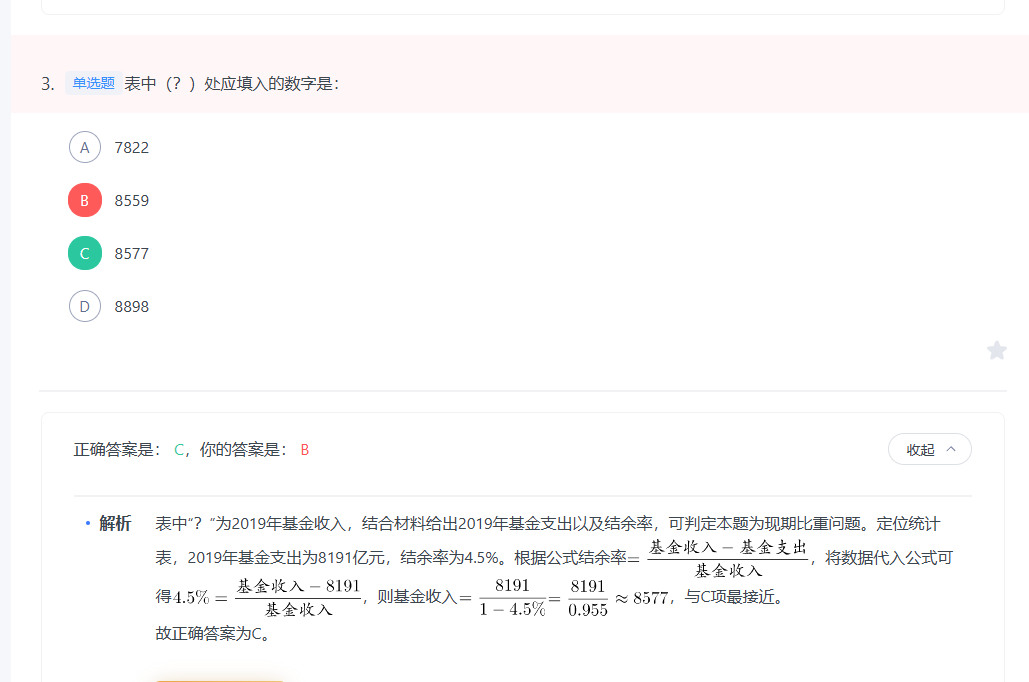 3. 单选题 表中（？）处应填入的数字是：
A 7822
B 8559
C 8577
D 8898
正确答案是： C，你的答案是： B 收起
• 解析 表中“？”为2019年基金收入，结合材料给出2019年基金支出以及结余率，可判定本题为现期比重问题。定位统计
表，2019年基金支出为8191亿元，结余率为4.5%。根据公式结余率= (基金收入 − 基金支出)/基金收入，将数据代入公式可
得4.5% = (基金收入 − 8191)/基金收入，则基金收入= 8191/(1 − 4.5%) = 8191/0.955 ≈ 8577，与C项最接近。
故正确答案为C。